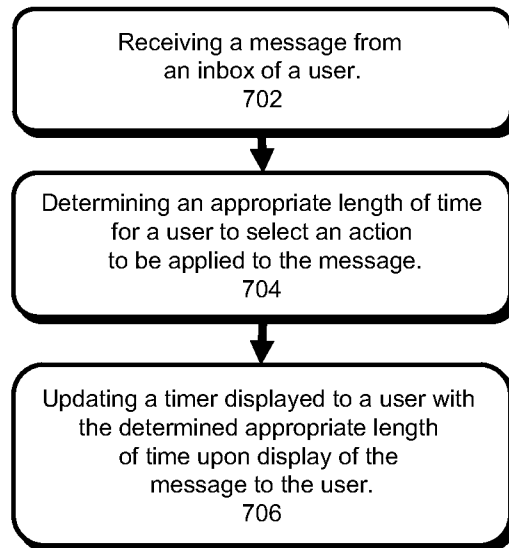 Receiving a message from
an inbox of a user.
702
Determining an appropriate length of time
for a user to select an action
to be applied to the message.
704
Updating a timer displayed to a user with
the determined appropriate length
of time upon display of the
message to the user.
706